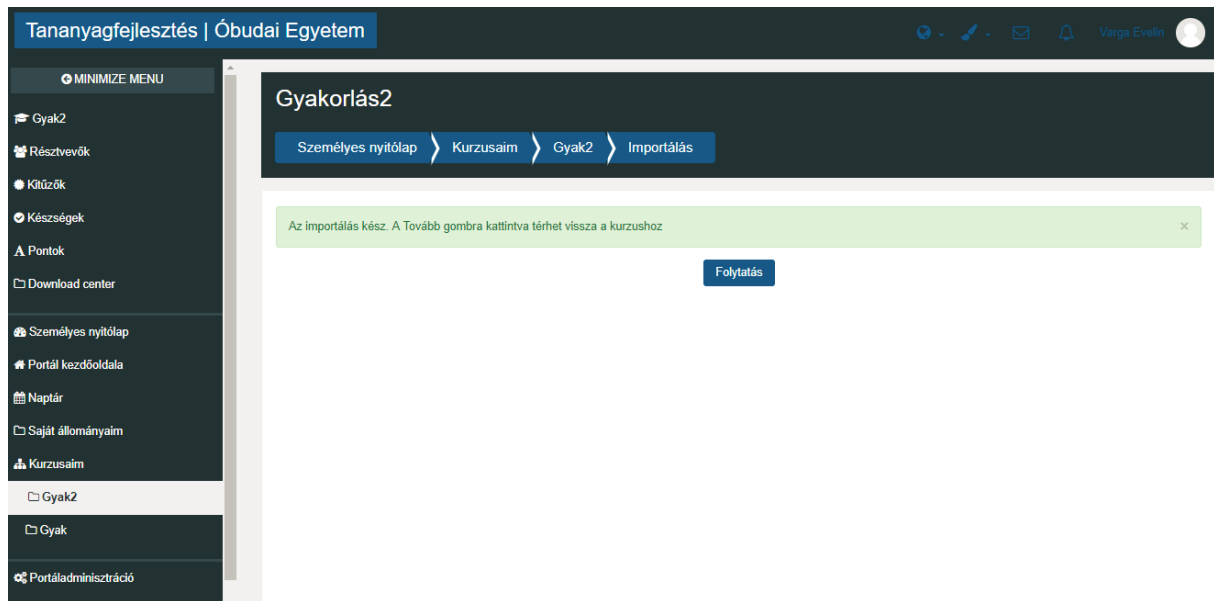 Tananyagfejlesztés | Óbudai Egyetem
Varga Evelin
MINIMIZE MENU
Gyak2
Résztvevők
Kitűzők
Készségek
Pontok
Download center
Személyes nyitólap
Portál kezdőoldala
Naptár
Saját állományaim
Kurzusaim
Gyak2
Gyak
Portáladminisztráció
Gyakorlás2
Személyes nyitólap Kurzusaim Gyak2 Importálás
Az importálás kész. A Tovább gombra kattintva térhet vissza a kurzushoz ×
Folytatás